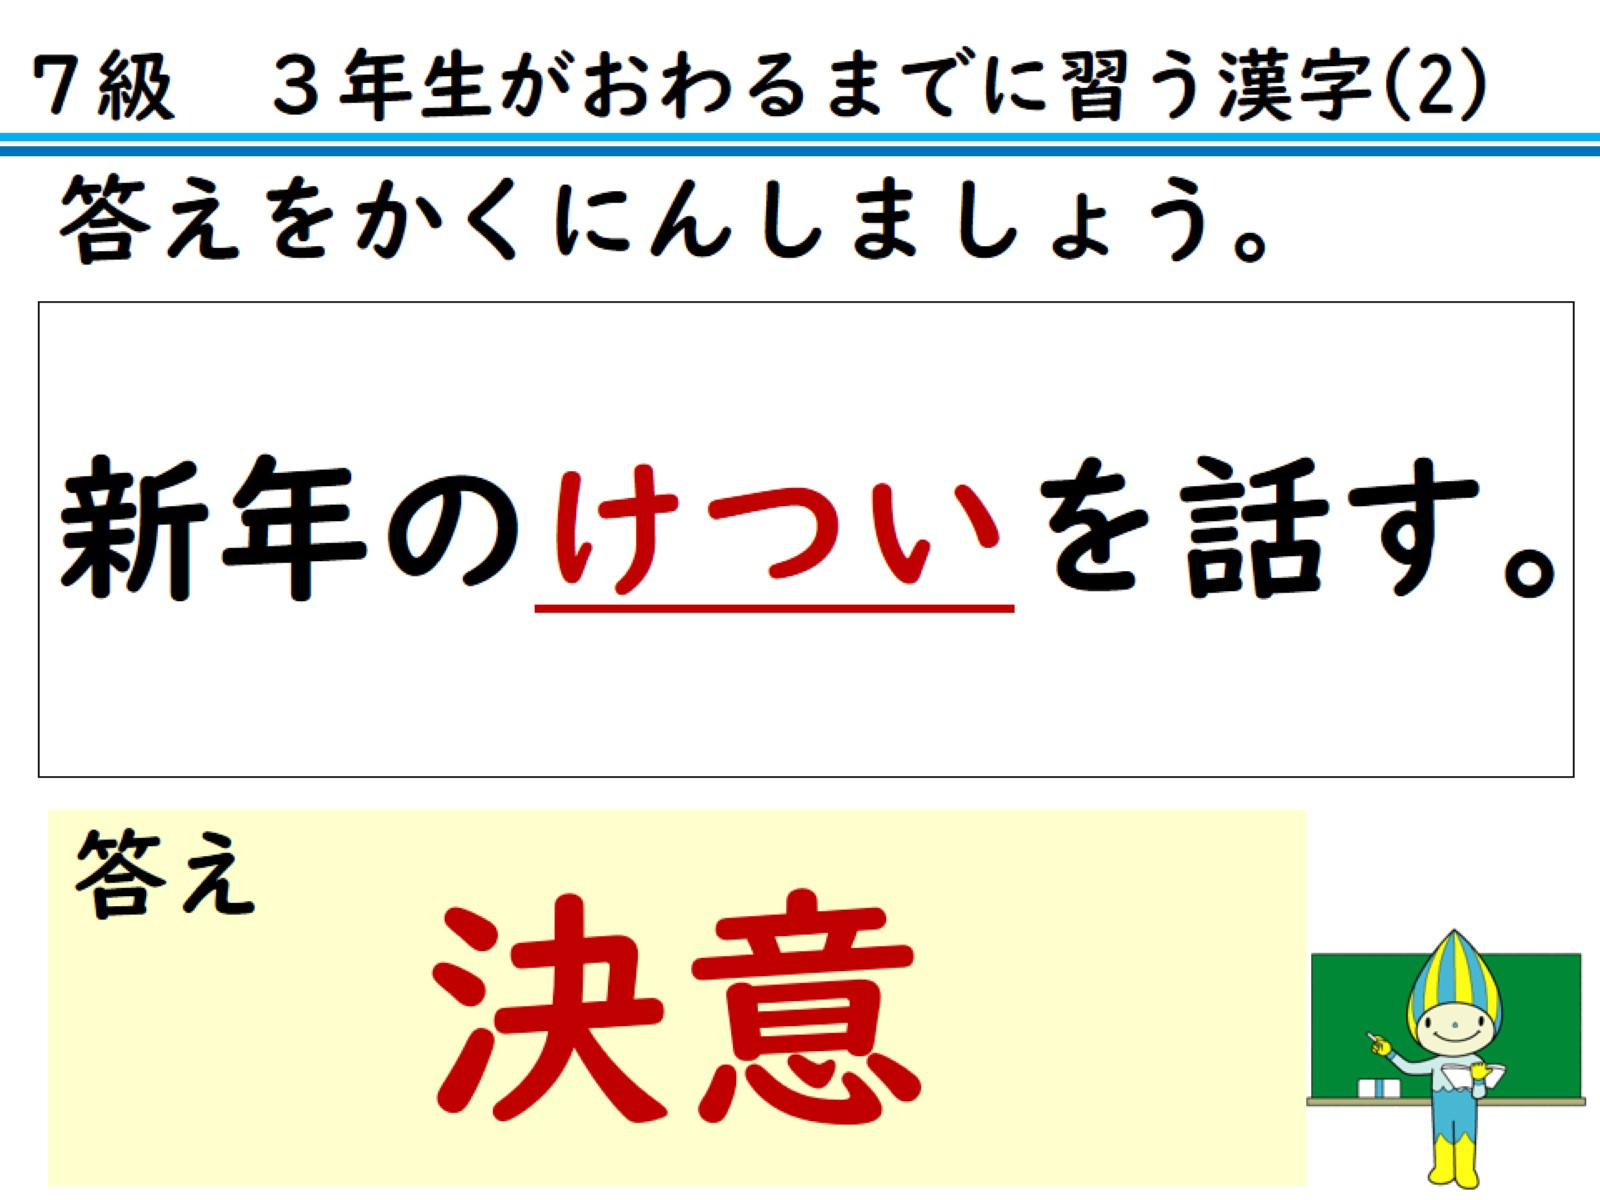 ７級　３年生がおわるまでに習う漢字(2)
答えをかくにんしましょう。
新年のけついを話す。
答え
決意